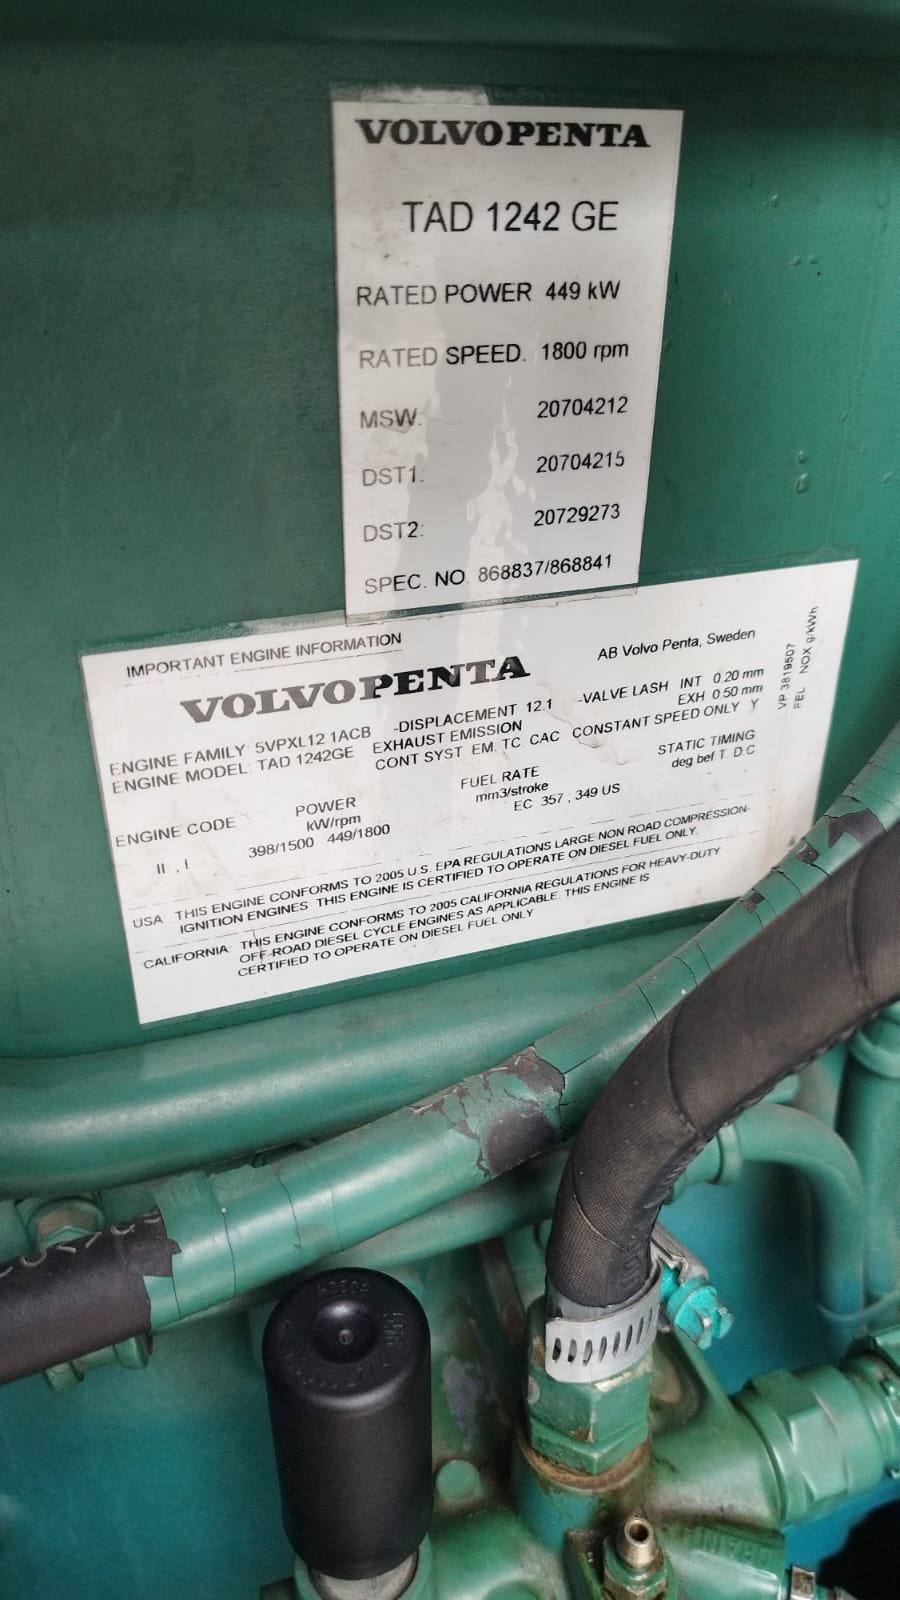 VOLVO PENTA
TAD 1242 GE
RATED POWER 449 kW
RATED SPEED. 1800 rpm
MSW: 20704212
DST1: 20704215
DST2: 20729273
SPEC. NO. 868837/868841
IMPORTANT ENGINE INFORMATION
VOLVO PENTA
AB Volvo Penta, Sweden
ENGINE FAMILY: 5VPXL12 1ACB -DISPLACEMENT 12.1 -VALVE LASH INT 0.20 mm
EXH 0.50 mm
ENGINE MODEL: TAD 1242GE EXHAUST EMISSION
CONT SYST EM. TC. CAC CONSTANT SPEED ONLY Y
ENGINE CODE POWER FUEL RATE STATIC TIMING
kW/rpm mm3/stroke deg bef T D C
II , I 398/1500 449/1800 EC 357 , 349 US
USA THIS ENGINE CONFORMS TO 2005 U.S. EPA REGULATIONS LARGE NON ROAD COMPRESSION-
IGNITION ENGINES THIS ENGINE IS CERTIFIED TO OPERATE ON DIESEL FUEL ONLY.
CALIFORNIA: THIS ENGINE CONFORMS TO 2005 CALIFORNIA REGULATIONS FOR HEAVY-DUTY
OFF-ROAD DIESEL CYCLE ENGINES AS APPLICABLE. THIS ENGINE IS
CERTIFIED TO OPERATE ON DIESEL FUEL ONLY
VP 3819507
FEL NOX g/kWh
DRAIN